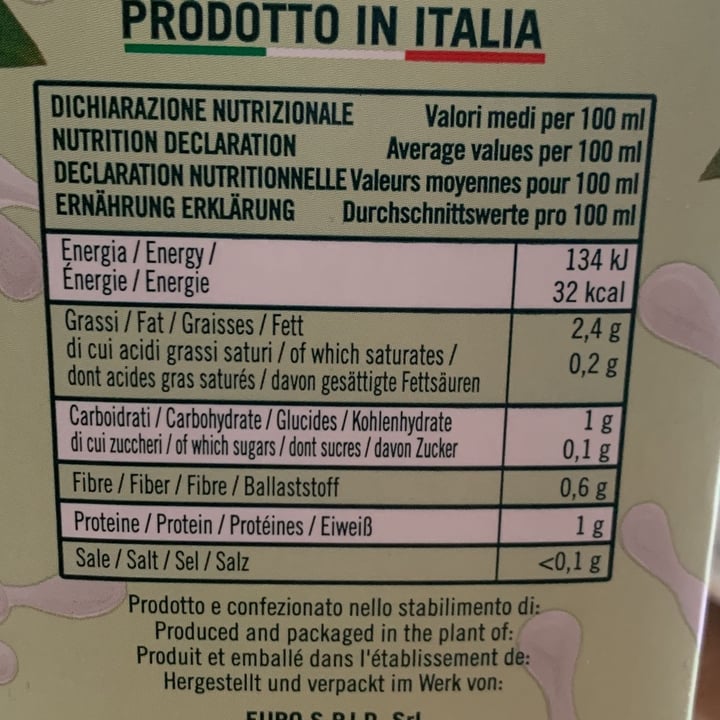 PRODOTTO IN ITALIA
DICHIARAZIONE NUTRIZIONALE Valori medi per 100 ml
NUTRITION DECLARATION Average values per 100 ml
DECLARATION NUTRITIONNELLE Valeurs moyennes pour 100 ml
ERNÄHRUNG ERKLÄRUNG Durchschnittswerte pro 100 ml
Energia / Energy / 134 kJ
Énergie / Energie 32 kcal
Grassi / Fat / Graisses / Fett 2,4 g
di cui acidi grassi saturi / of which saturates / 0,2 g
dont acides gras saturés / davon gesättigte Fettsäuren
Carboidrati / Carbohydrate / Glucides / Kohlenhydrate 1 g
di cui zuccheri / of which sugars / dont sucres / davon Zucker 0,1 g
Fibre / Fiber / Fibre / Ballaststoff 0,6 g
Proteine / Protein / Protéines / Eiweiß 1 g
Sale / Salt / Sel / Salz <0,1 g
Prodotto e confezionato nello stabilimento di:
Produced and packaged in the plant of:
Produit et emballé dans l'établissement de:
Hergestellt und verpackt im Werk von:
EURO S.R.I.D. Srl